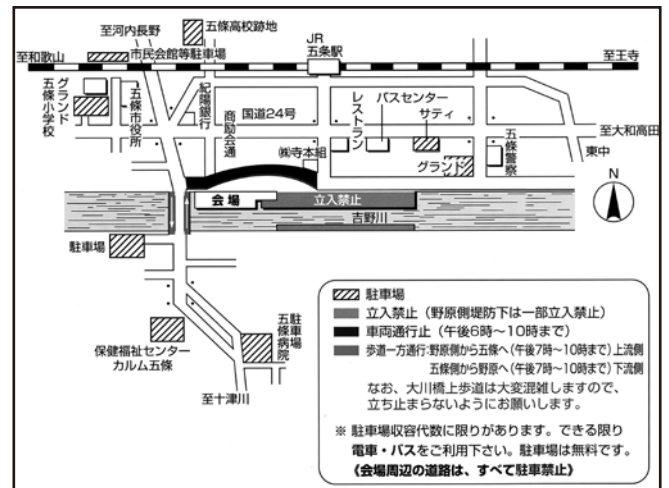 至河内長野
五條高校跡地
市民会館等駐車場
JR
五条駅
至和歌山
至王寺
グランド
五條小学校
五條市役所
紀陽銀行
商励会通
国道24号
㈱寺本組
レストラン
バスセンター
サティ
グランド
五條警察
至大和高田
東中
N
会場
立入禁止
吉野川
駐車場
保健福祉センター
カルム五條
駐車場
五條病院
至十津川
駐車場
立入禁止（野原側堤防下は一部立入禁止）
車両通行止（午後6時～10時まで）
歩道一方通行:野原側から五條へ（午後7時～10時まで）上流側
五條側から野原へ（午後7時～10時まで）下流側
なお、大川橋上歩道は大変混雑しますので、
立ち止まらないようにお願いします。
※ 駐車場収容代数に限りがあります。できる限り
電車・バスをご利用下さい。駐車場は無料です。
《会場周辺の道路は、すべて駐車禁止》